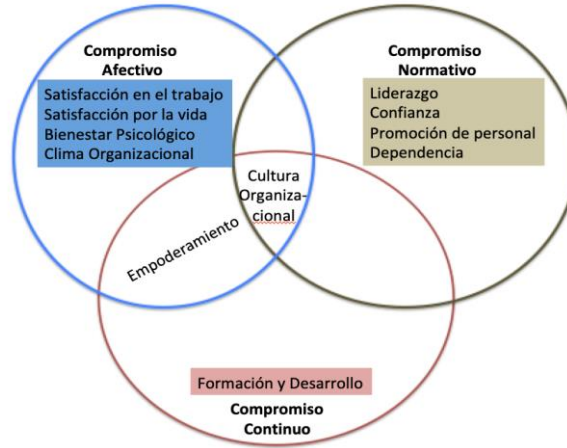 Compromiso
Afectivo
Satisfacción en el trabajo
Satisfacción por la vida
Bienestar Psicológico
Clima Organizacional
Compromiso
Normativo
Liderazgo
Confianza
Promoción de personal
Dependencia
Cultura
Organiza-
cional
Empoderamiento
Formación y Desarrollo
Compromiso
Continuo